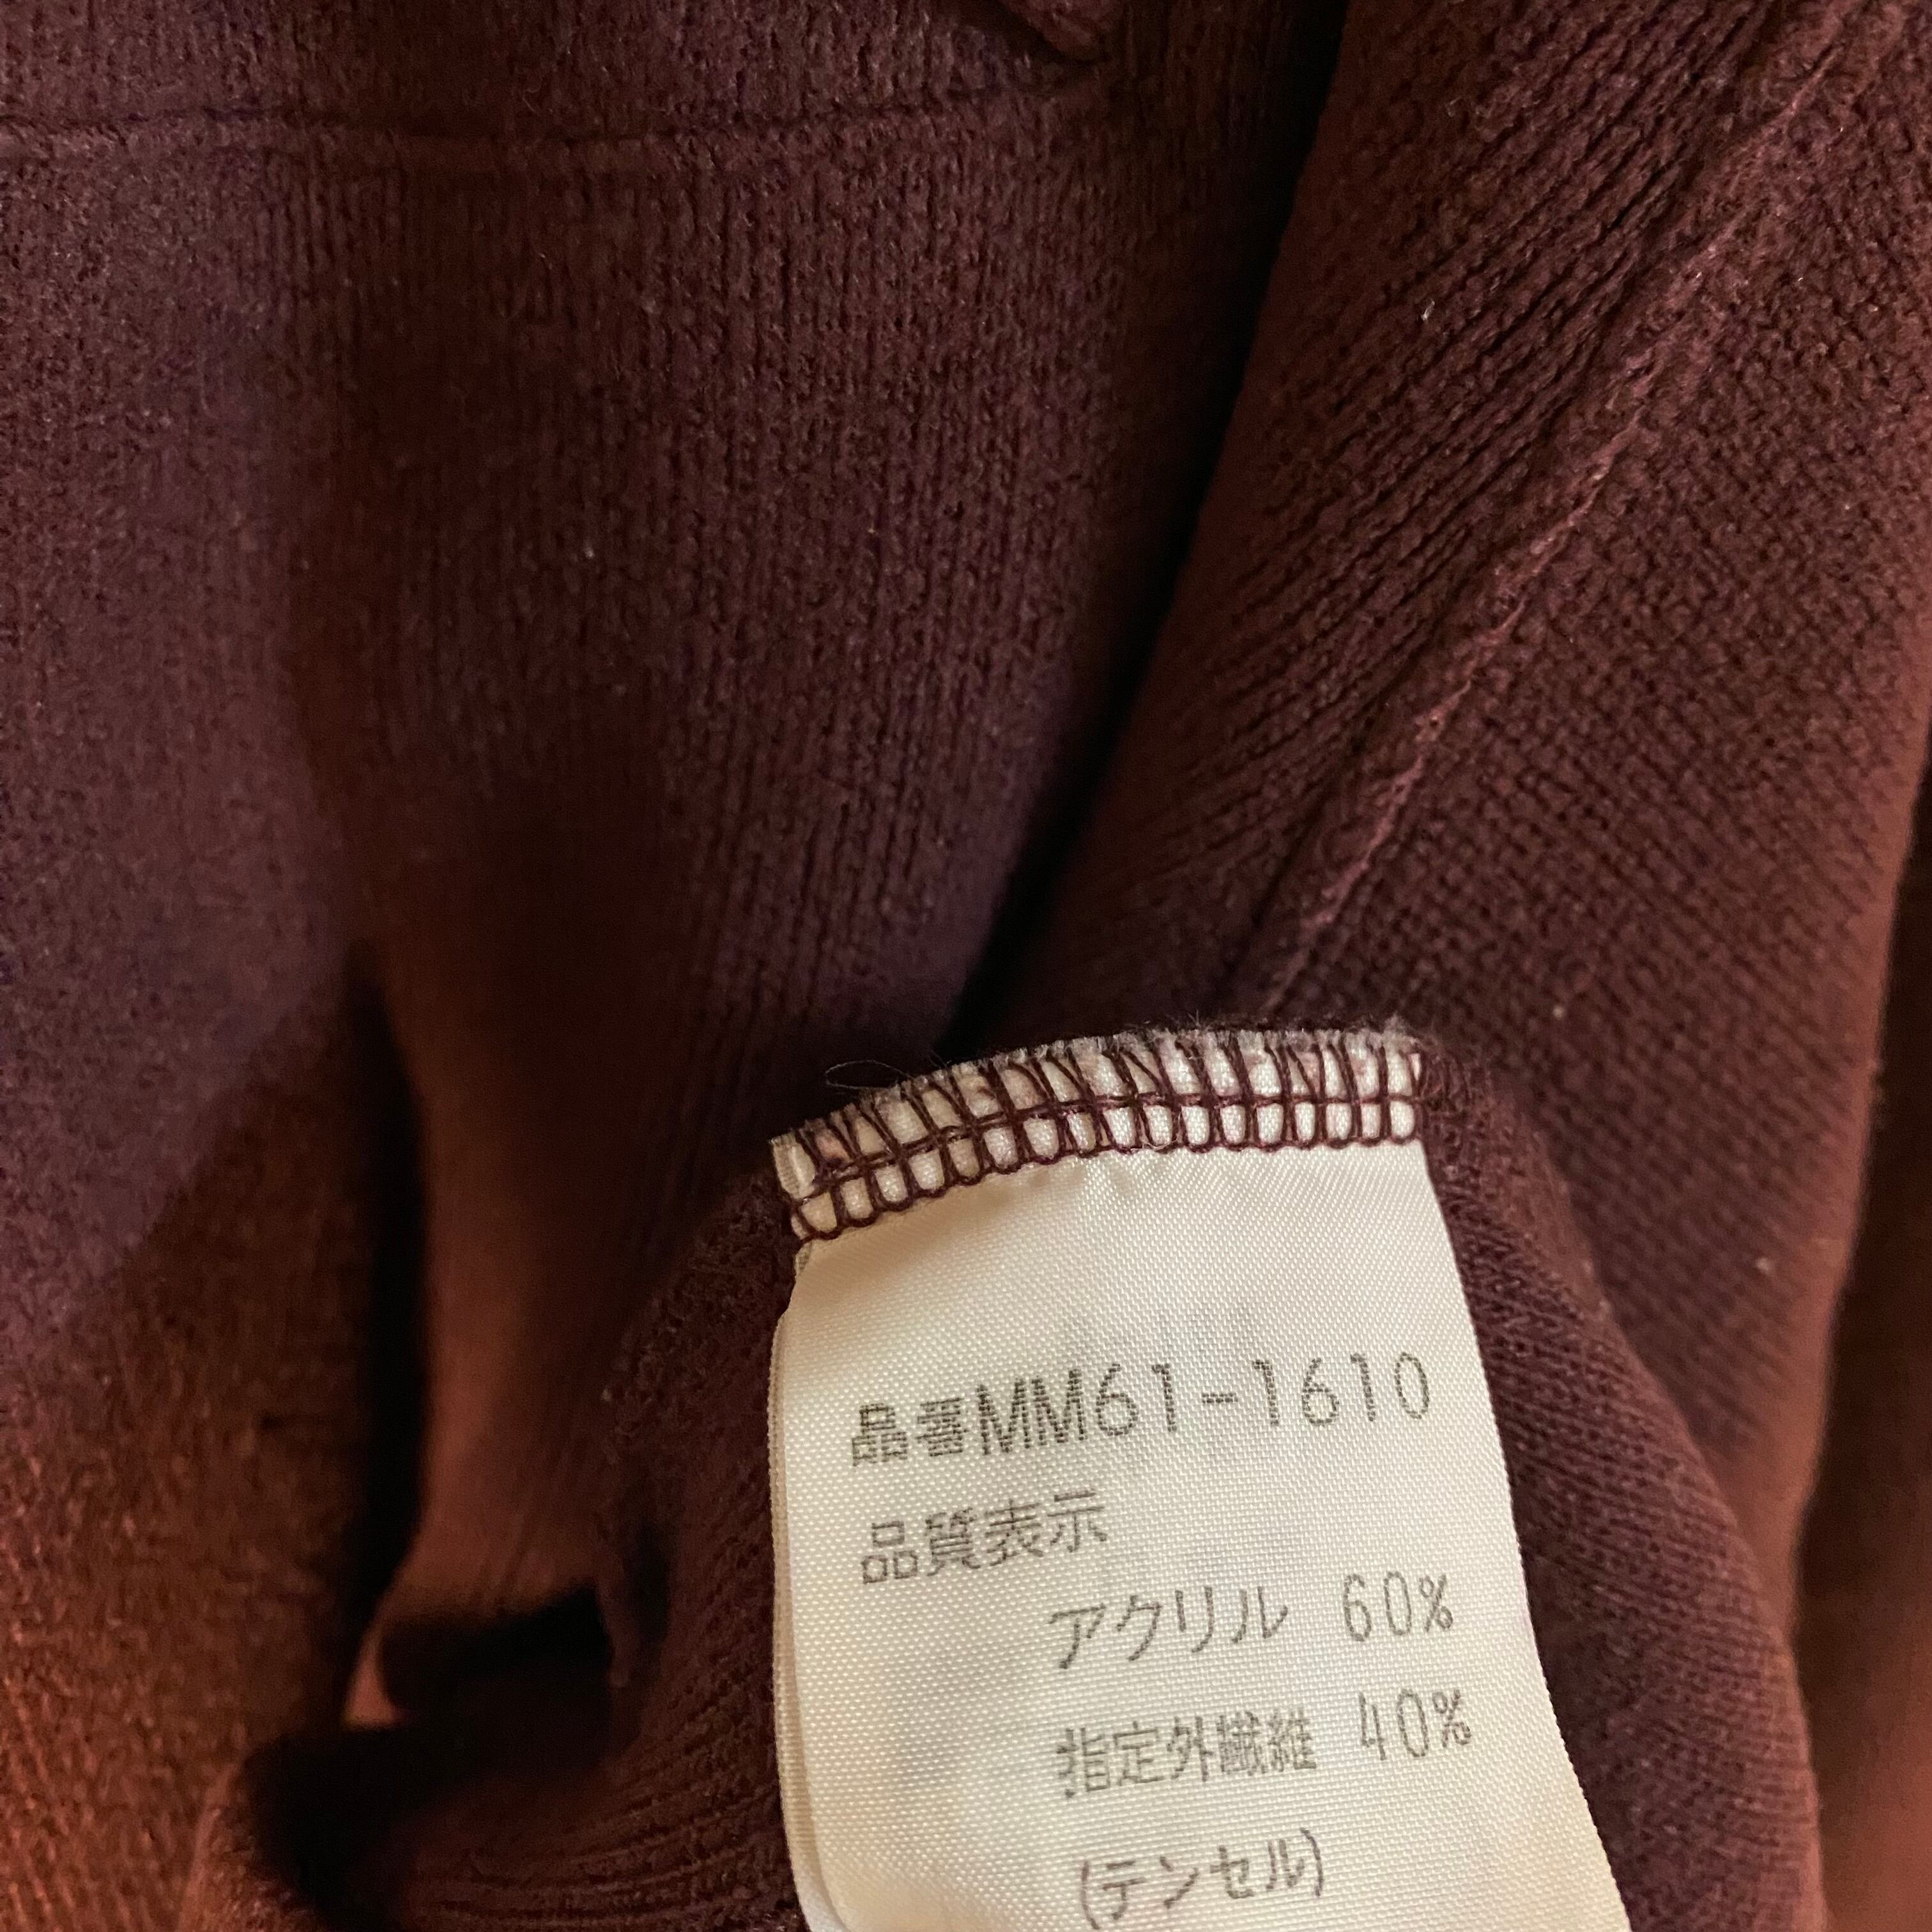 品番MM61-1610
品質表示
アクリル 60%
指定外繊維 40%
(テンセル)